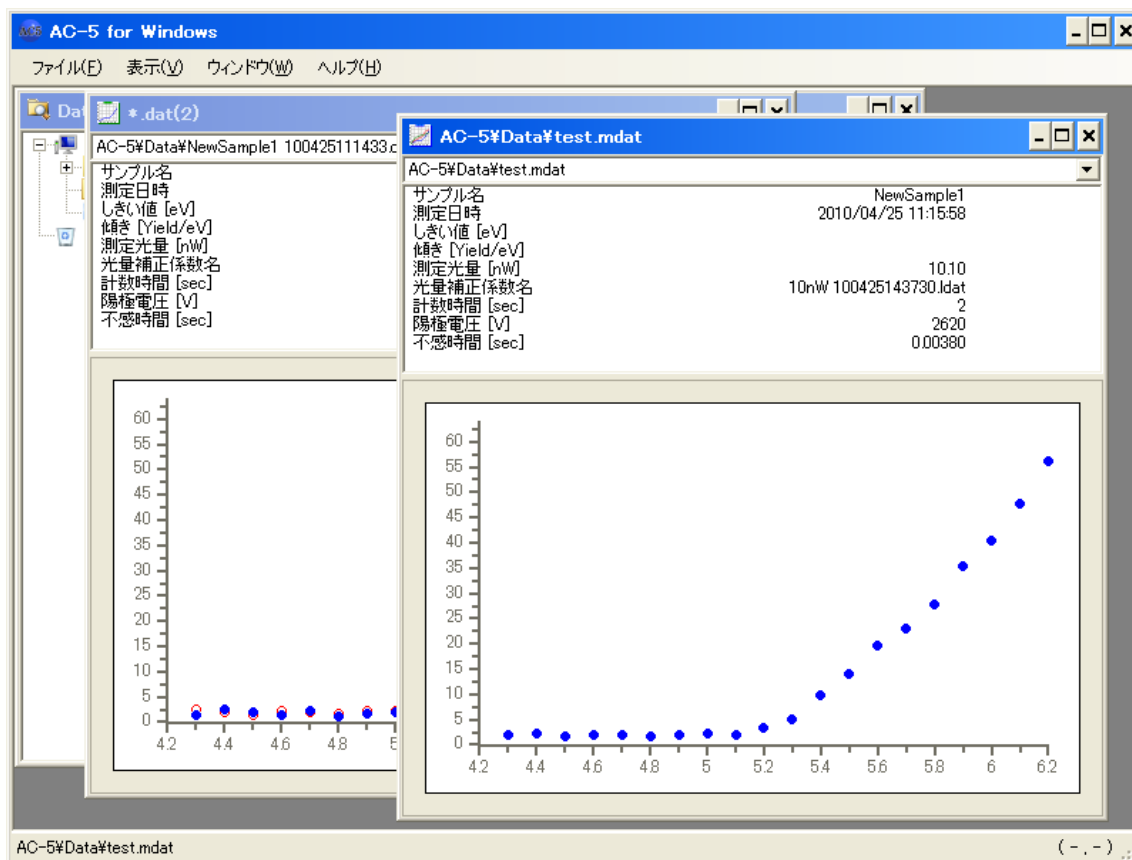 AC-5 for Windows
ファイル(F) 表示(V) ウィンドウ(W) ヘルプ(H)
Dat
*.dat(2)
AC-5¥Data¥NewSample1 100425111433.d
サンプル名
測定日時
しきい値 [eV]
傾き [Yield/eV]
測定光量 [nW]
光量補正係数名
計数時間 [sec]
陽極電圧 [V]
不感時間 [sec]
60
55
50
45
40
35
30
25
20
15
10
5
0
4.2 4.4 4.6 4.8 5
AC-5¥Data¥test.mdat
AC-5¥Data¥test.mdat
サンプル名 NewSample1
測定日時 2010/04/25 11:15:58
しきい値 [eV]
傾き [Yield/eV]
測定光量 [nW] 10.10
光量補正係数名 10nW 100425143730.ldat
計数時間 [sec] 2
陽極電圧 [V] 2620
不感時間 [sec] 0.00380
60
55
50
45
40
35
30
25
20
15
10
5
0
4.2 4.4 4.6 4.8 5 5.2 5.4 5.6 5.8 6 6.2
AC-5¥Data¥test.mdat (-,-)